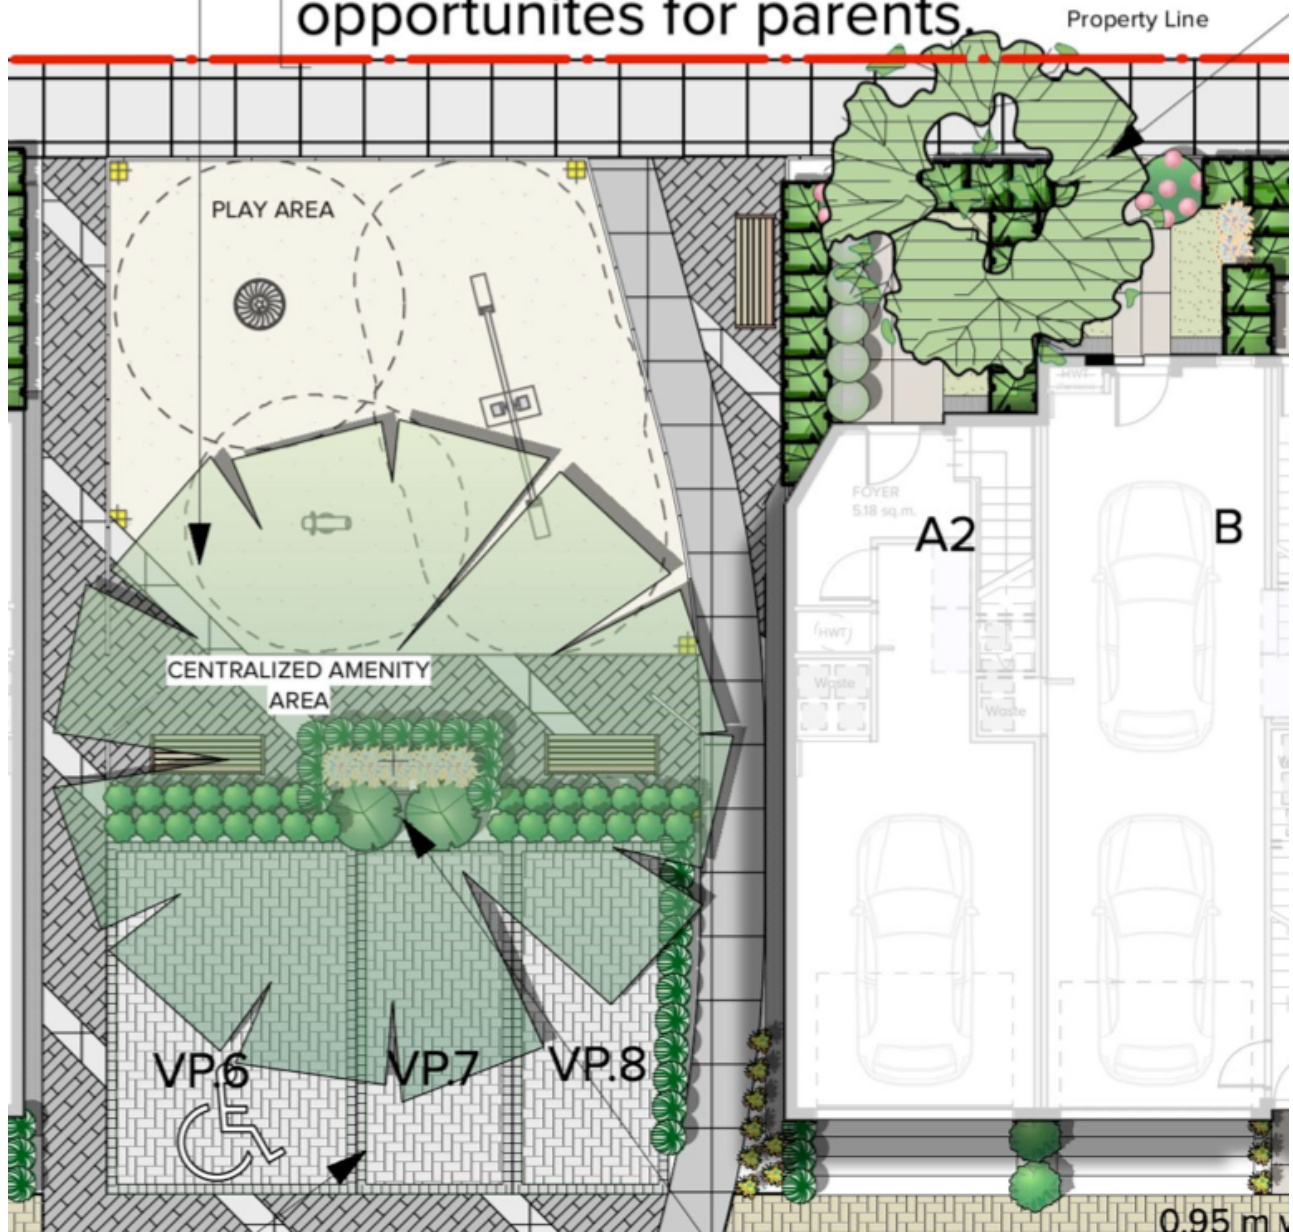 opportunites for parents.
Property Line
PLAY AREA
HWT
FOYER
5.18 sq.m.
A2
B
(HWT)
CENTRALIZED AMENITY
AREA
Waste
Waste
VP.6
VP.7
VP.8
0.95 m